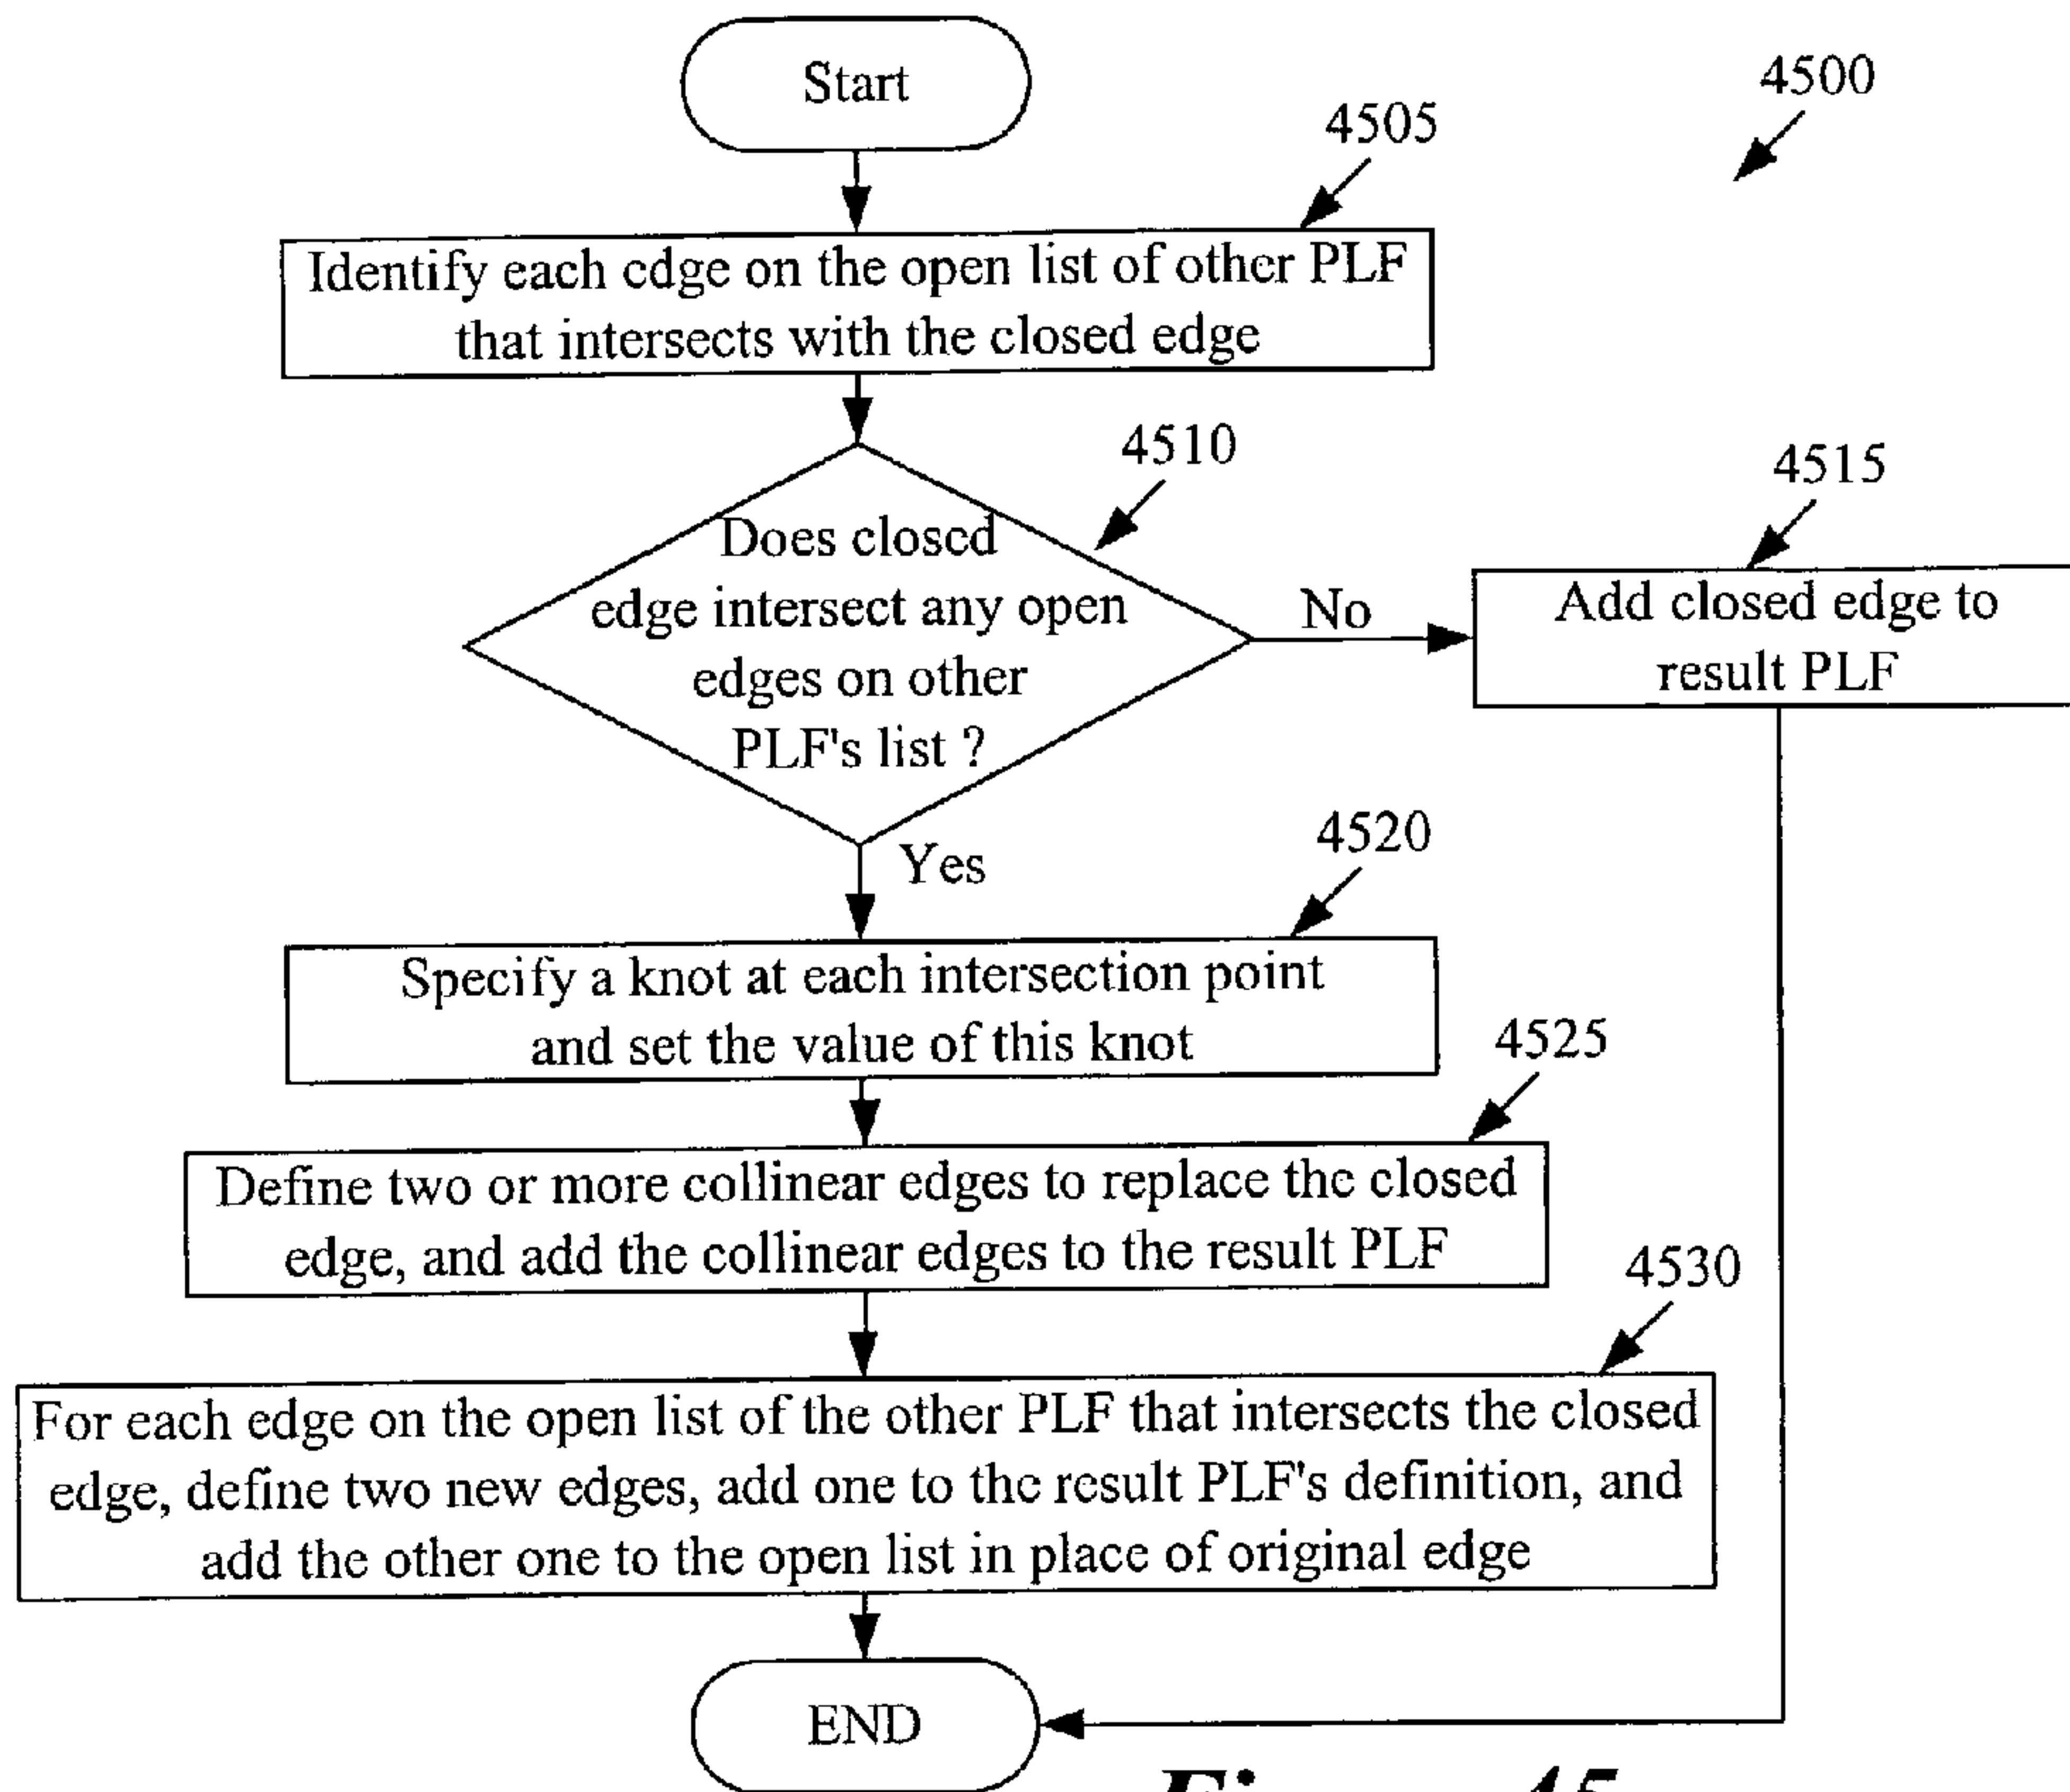 Start
4500
4505
Identify each edge on the open list of other PLF
that intersects with the closed edge
4510
Does closed
edge intersect any open
edges on other
PLF's list ?
No
4515
Add closed edge to
result PLF
Yes
4520
Specify a knot at each intersection point
and set the value of this knot
4525
Define two or more collinear edges to replace the closed
edge, and add the collinear edges to the result PLF
4530
For each edge on the open list of the other PLF that intersects the closed
edge, define two new edges, add one to the result PLF's definition, and
add the other one to the open list in place of original edge
END